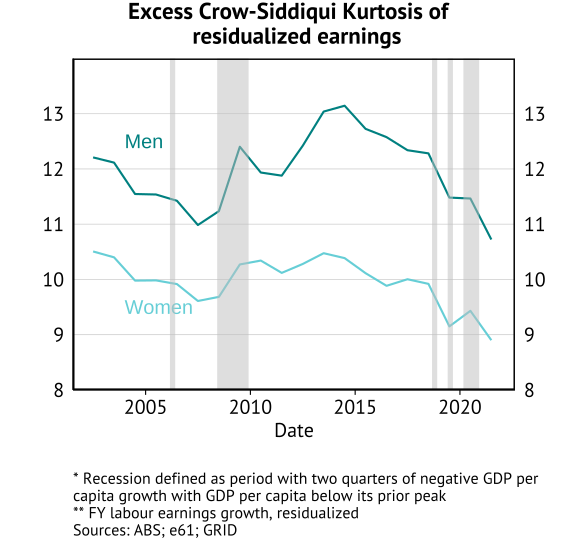 Excess Crow-Siddiqui Kurtosis of
residualized earnings
13
13
Men
12
12
11
11
10
10
Women
9
9
8
8
2005
2010
2015
2020
Date
* Recession defined as period with two quarters of negative GDP per
capita growth with GDP per capita below its prior peak
** FY labour earnings growth, residualized
Sources: ABS; e61; GRID